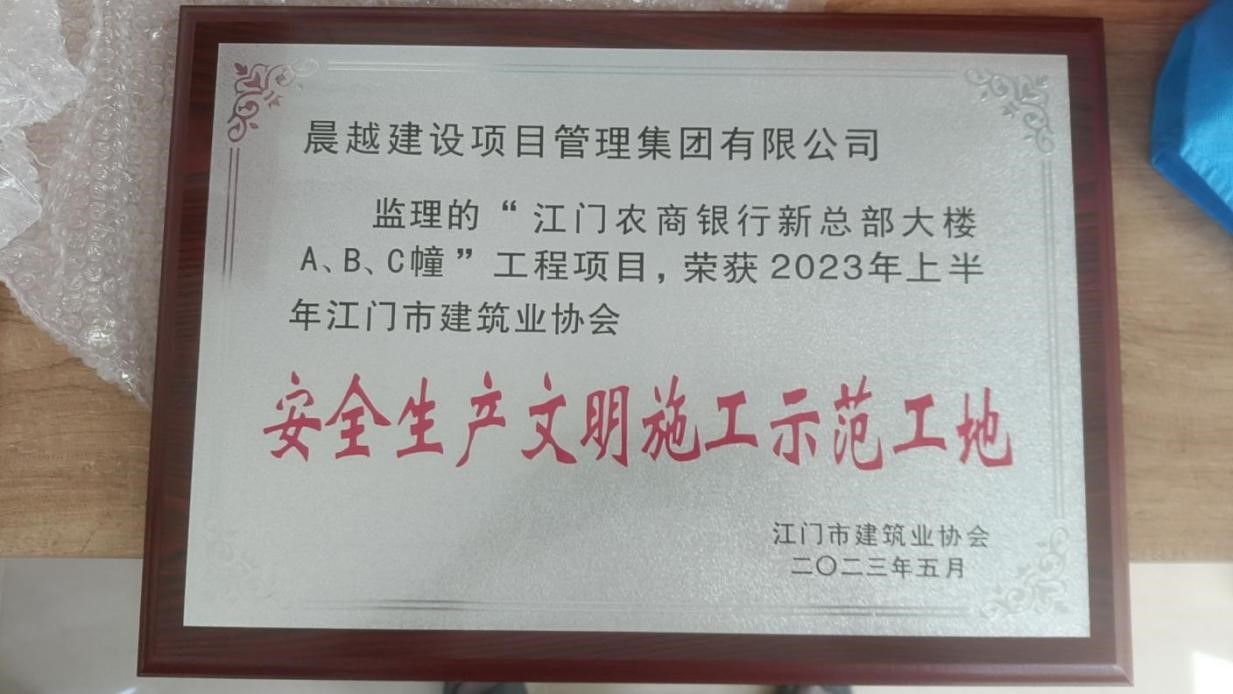 晨越建设项目管理集团有限公司
监理的“江门农商银行新总部大楼
A、B、C幢”工程项目，荣获2023年上半
年江门市建筑业协会
安全生产文明施工示范工地
江门市建筑业协会
二〇二三年五月